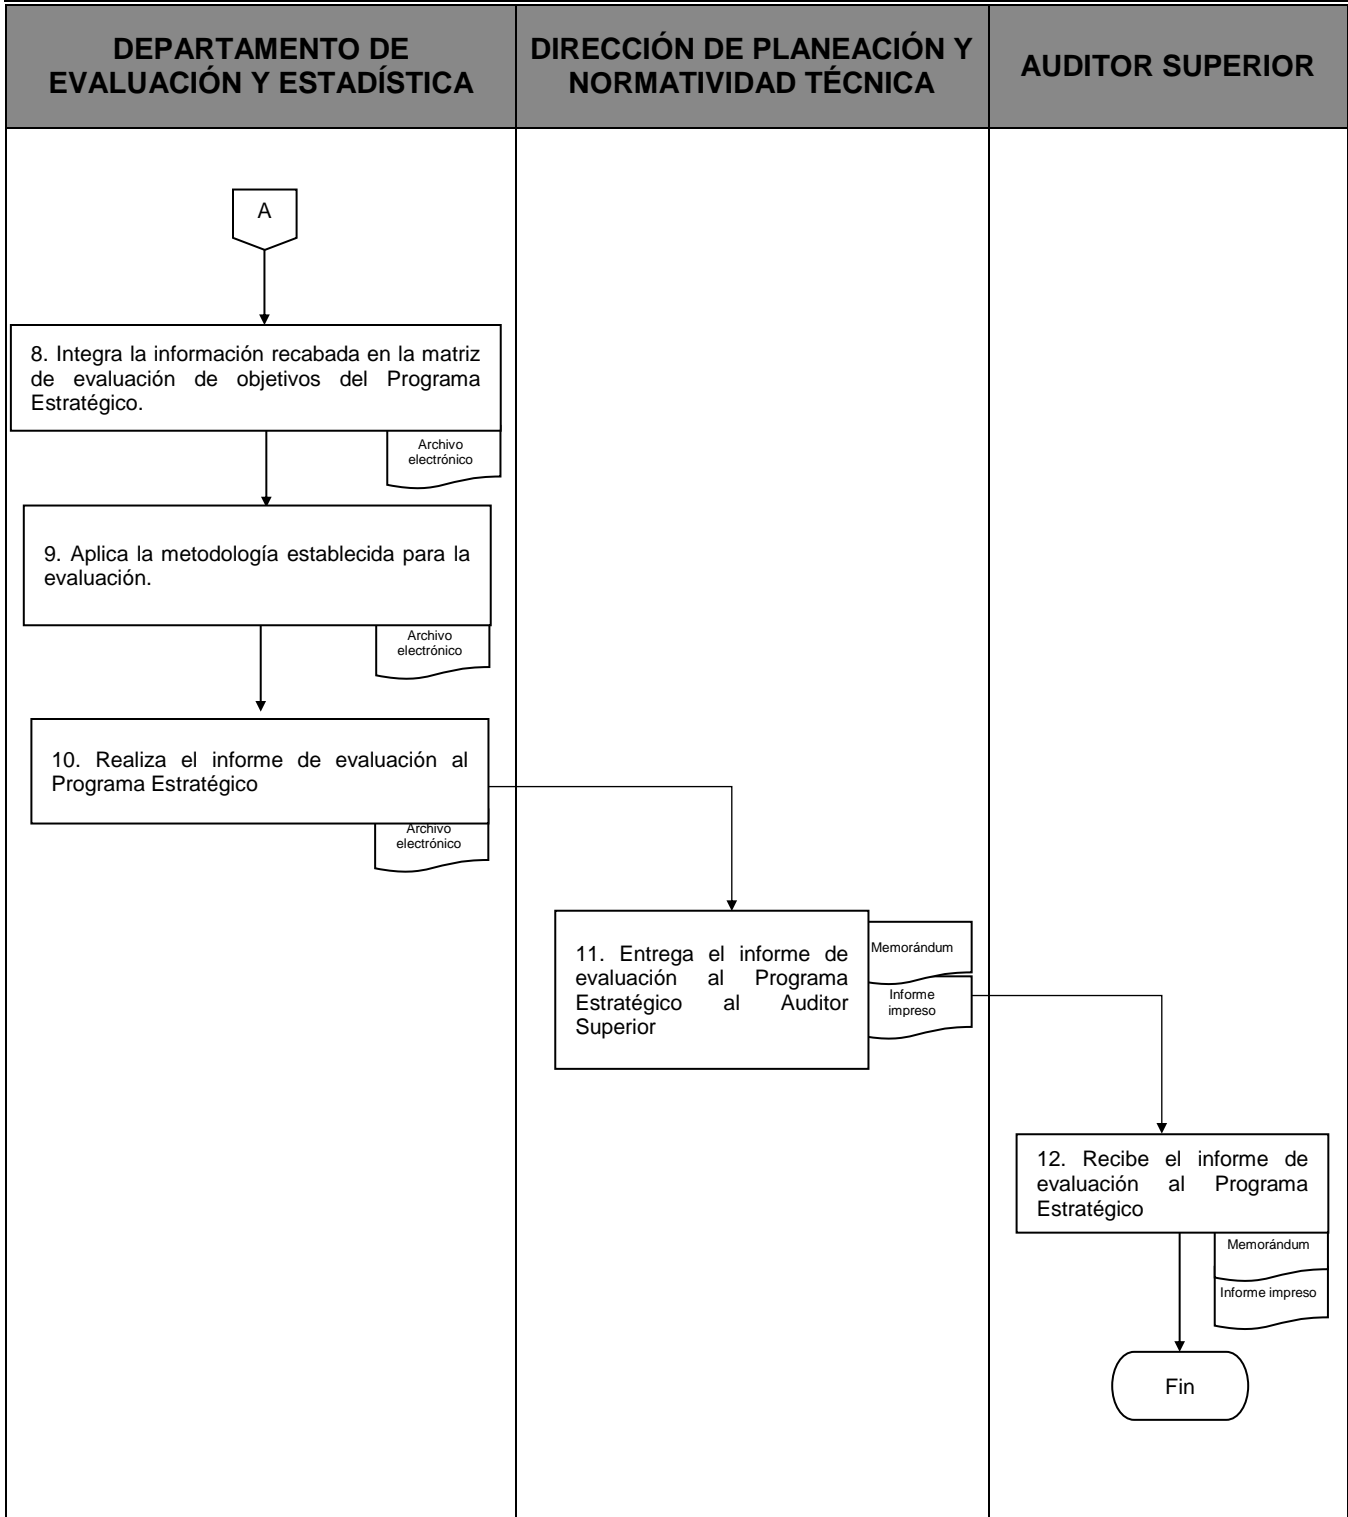 DEPARTAMENTO DE
EVALUACIÓN Y ESTADÍSTICA
DIRECCIÓN DE PLANEACIÓN Y
NORMATIVIDAD TÉCNICA
AUDITOR SUPERIOR
A
8. Integra la información recabada en la matriz
de evaluación de objetivos del Programa
Estratégico.
Archivo
electrónico
9. Aplica la metodología establecida para la
evaluación.
Archivo
electrónico
10. Realiza el informe de evaluación al
Programa Estratégico
Archivo
electrónico
11. Entrega el informe de
evaluación al Programa
Estratégico al Auditor
Superior
Memorándum
Informe
impreso
12. Recibe el informe de
evaluación al Programa
Estratégico
Memorándum
Informe impreso
Fin